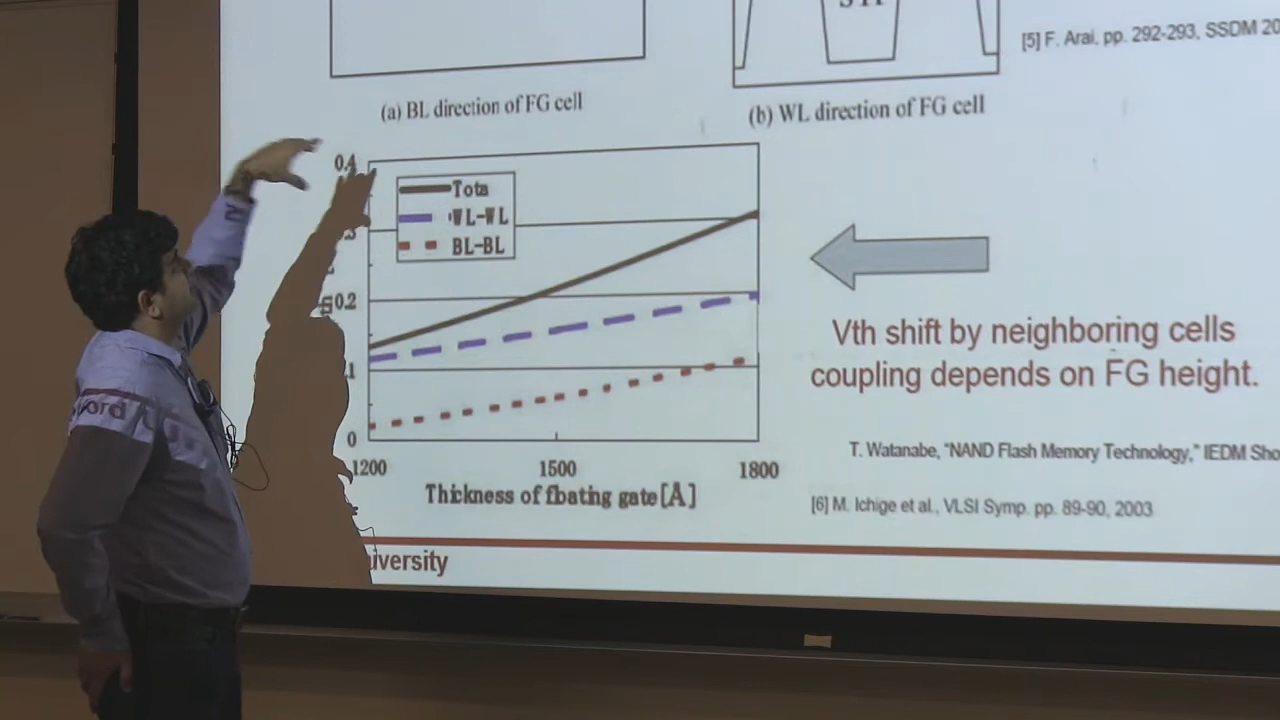 [5] F. Arai, pp. 292-293, SSDM 20
(a) BL direction of FG cell
(b) WL direction of FG cell
0.4
0.2
0
Tota
WL-WL
BL-BL
1200
1500
1800
Thickness of fbating gate[A]
Vth shift by neighboring cells
coupling depends on FG height.
T. Watanabe, "NAND Flash Memory Technology," IEDM Sho
[6] M. Ichige et al., VLSI Symp. pp. 89-90, 2003
iversity